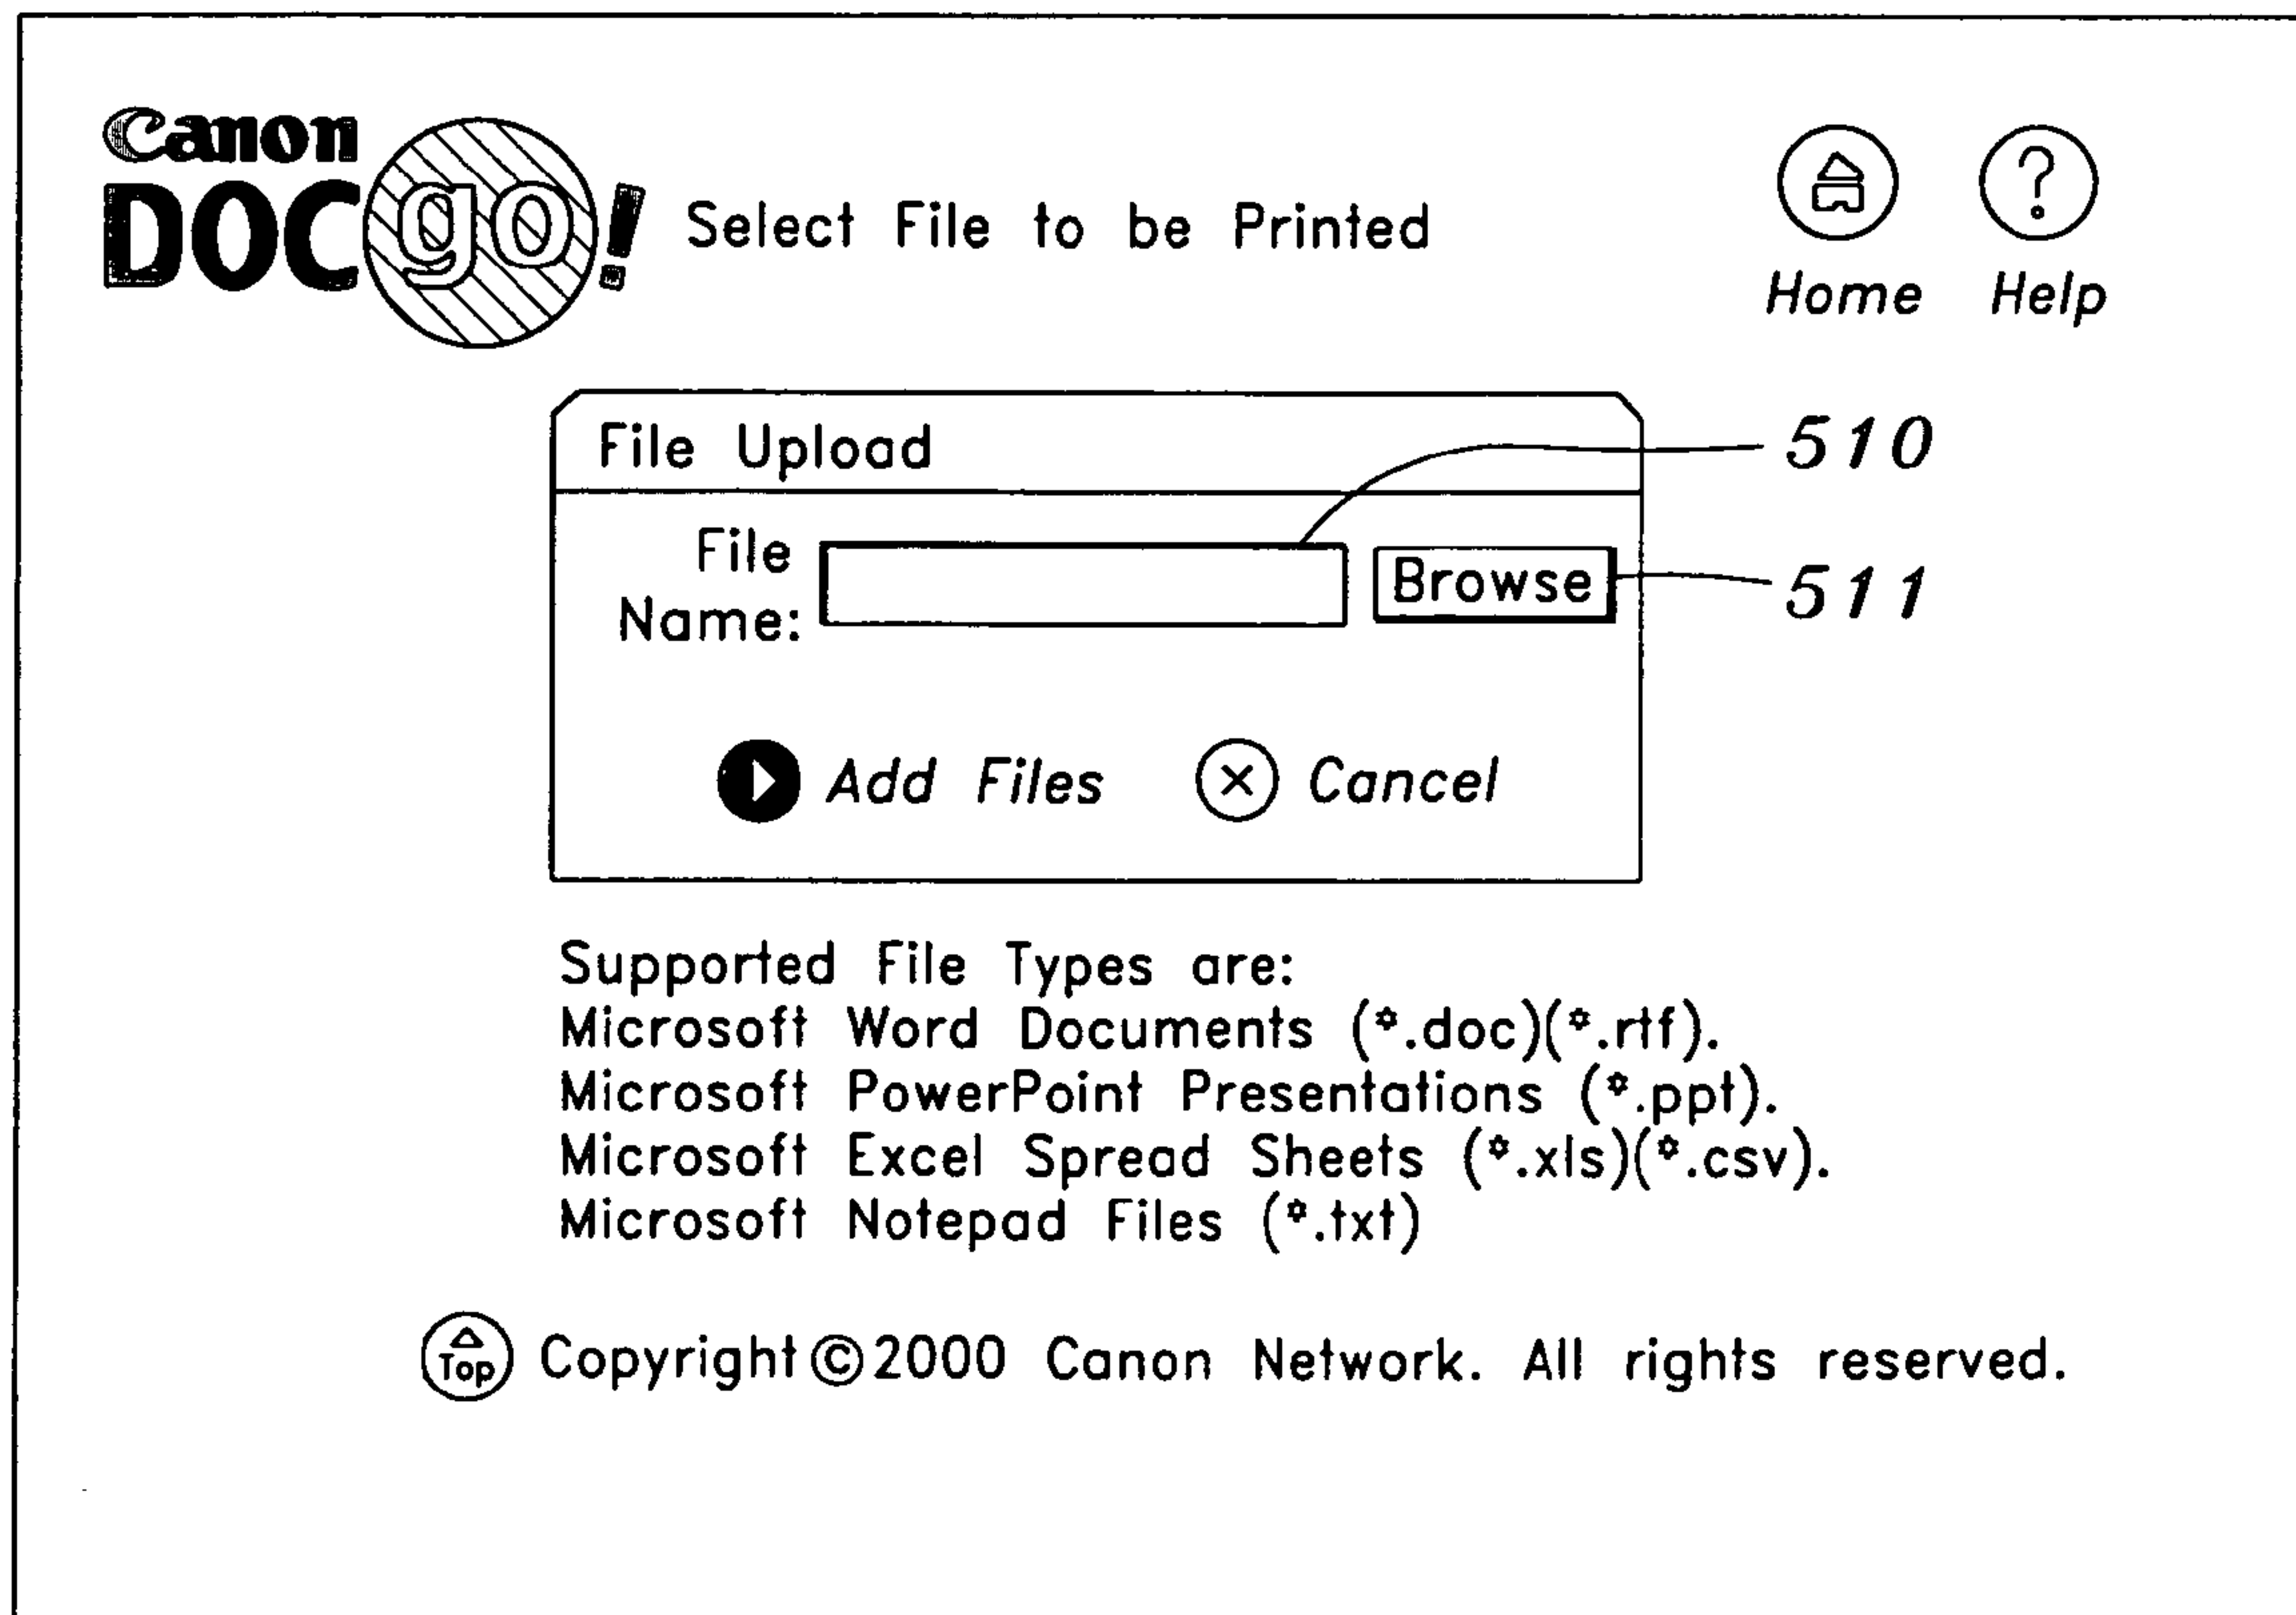 Canon
DOC go! Select File to be Printed
Home Help
File Upload
510
File
Name:
Browse
511
Add Files Cancel
Supported File Types are:
Microsoft Word Documents (*.doc)(*.rtf).
Microsoft PowerPoint Presentations (*.ppt).
Microsoft Excel Spread Sheets (*.xls)(*.csv).
Microsoft Notepad Files (*.txt)
Top Copyright©2000 Canon Network. All rights reserved.